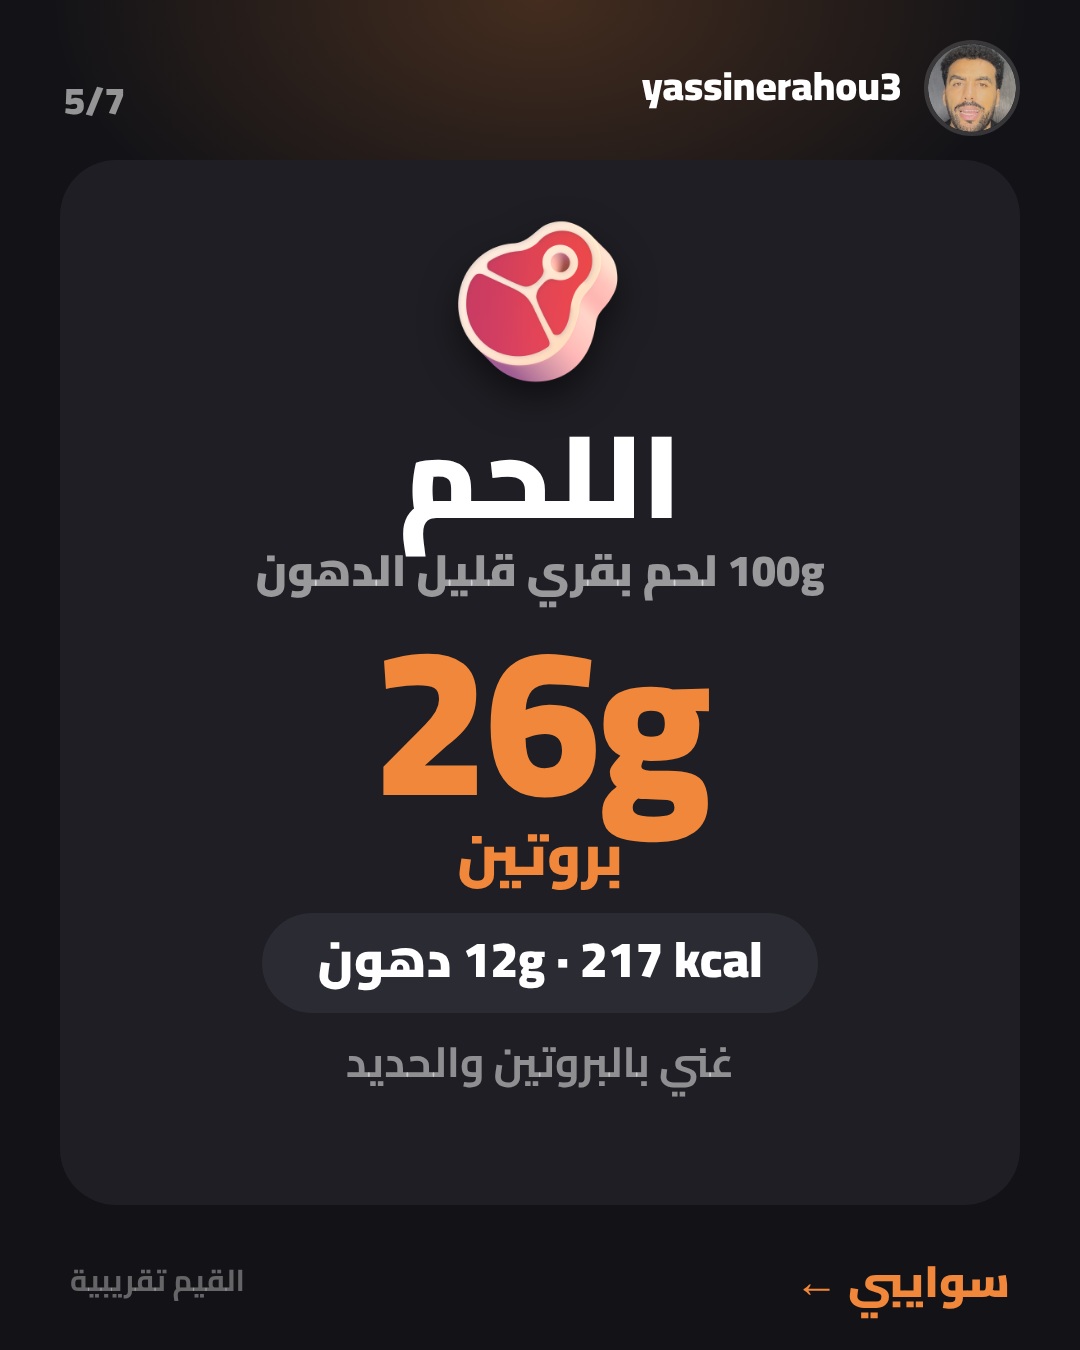 yassinerahou3
5/7
اللحم
100g لحم بقري قليل الدهون
26g
بروتين
217 kcal · 12g دهون
غني بالبروتين والحديد
سوايبي ←
القيم تقريبية